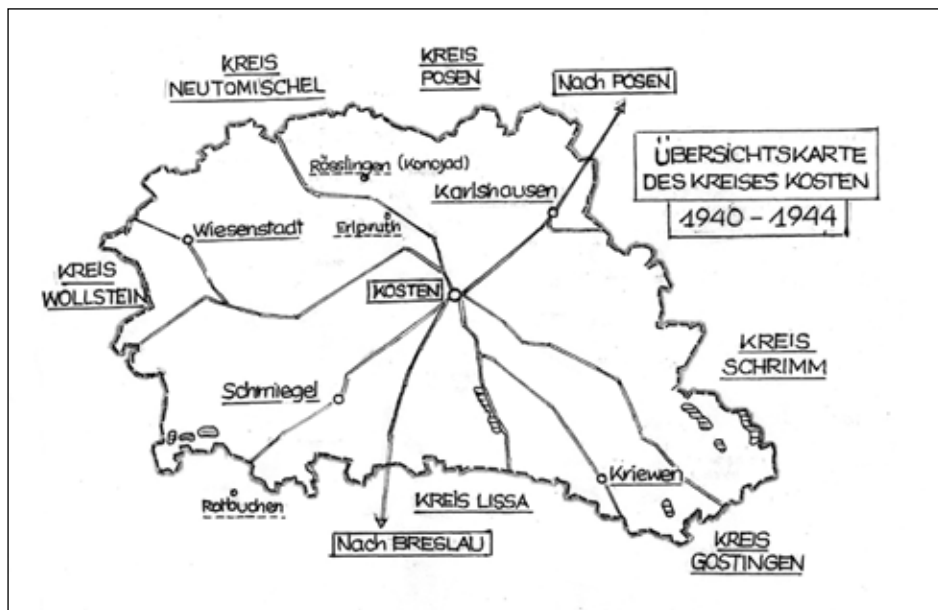 KREIS
NEUTOMISCHEL
KREIS
POSEN
Nach POSEN
ÜBERSICHTSKARTE
DES KREISES KOSTEN
1940 - 1944
Rösslingen (Konojad)
Karlshausen
Erlpruth
Wiesenstadt
KREIS
WOLLSTEIN
KOSTEN
KREIS
SCHRIMM
Schmiegel
Kriewen
Rotbuchen
KREIS LISSA
Nach BRESLAU
KREIS
GOSTINGEN